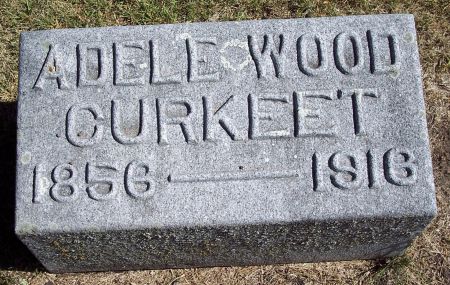 ADELE WOOD
CURKEET
1856 — 1916